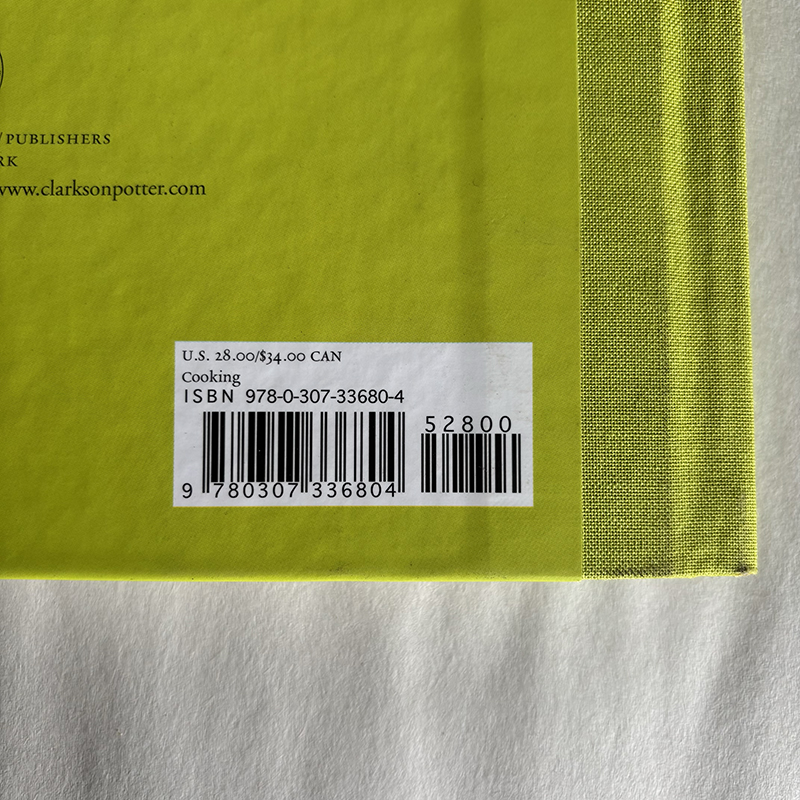 /PUBLISHERS
RK
www.clarksonpotter.com
U.S. 28.00/$34.00 CAN
Cooking
ISBN 978-0-307-33680-4
52800
9 780307 336804